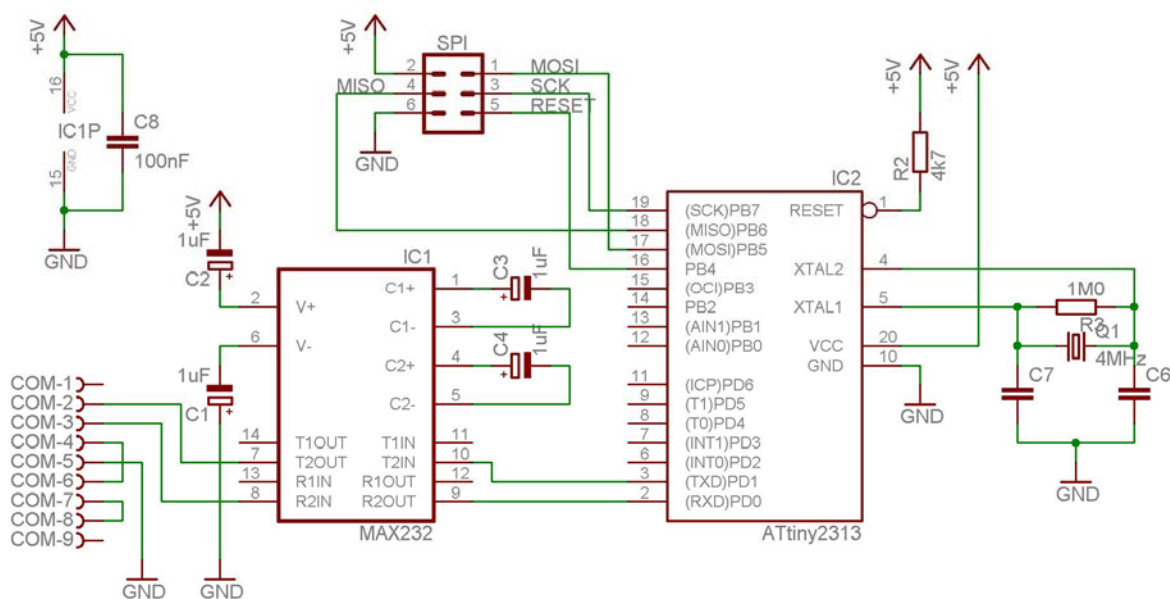 +5V
16
VCC
IC1P
GND
15
C8
100nF
GND
+5V
SPI
2
1
MOSI
MISO
4
3
SCK
6
5
RESET
GND
+5V
+5V
R2
4k7
+5V
1uF
C2
IC1
2
V+
6
V-
C1+
1
C1-
3
C2+
4
C2-
5
C3
1uF
C4
1uF
1uF
C1
14
T1OUT
T1IN
11
7
T2OUT
T2IN
10
13
R1IN
R1OUT
12
8
R2IN
R2OUT
9
MAX232
COM-1
COM-2
COM-3
COM-4
COM-5
COM-6
COM-7
COM-8
COM-9
GND
GND
IC2
19
(SCK)PB7
18
(MISO)PB6
17
(MOSI)PB5
16
PB4
15
(OCI)PB3
14
PB2
13
(AIN1)PB1
12
(AIN0)PB0
11
(ICP)PD6
9
(T1)PD5
8
(T0)PD4
7
(INT1)PD3
6
(INT0)PD2
3
(TXD)PD1
2
(RXD)PD0
RESET
1
XTAL2
4
XTAL1
5
VCC
20
GND
10
ATtiny2313
GND
1M0
R3
Q1
4MHz
C7
C6
GND